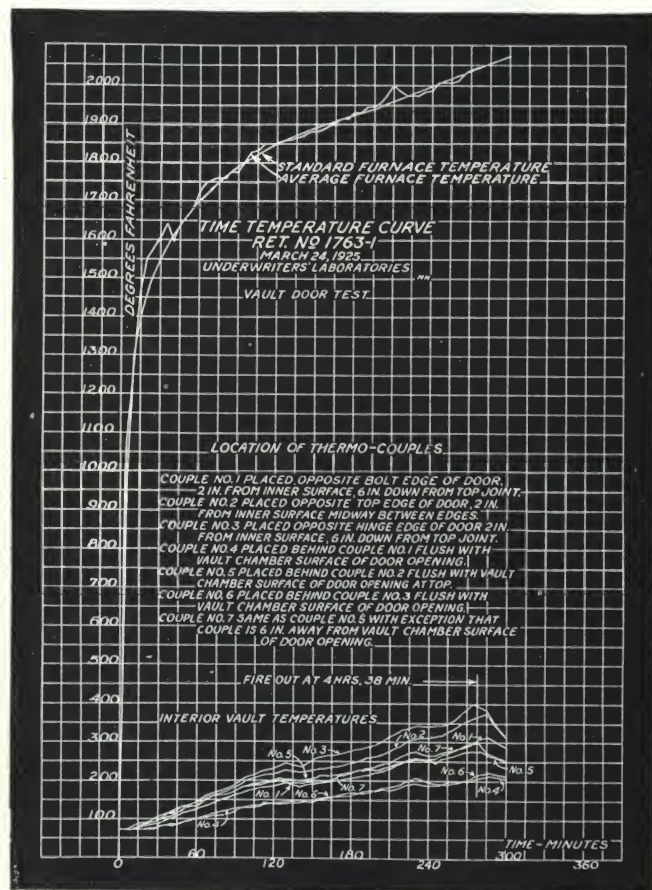 2000
1900
1800
1700
1600
1500
1400
1300
1200
1100
1000
900
800
700
600
500
400
300
200
100
DEGREES FAHRENHEIT
STANDARD FURNACE TEMPERATURE
AVERAGE FURNACE TEMPERATURE
TIME TEMPERATURE CURVE
RET. NO 1763-1
MARCH 24, 1925
UNDERWRITERS' LABORATORIES
VAULT DOOR TEST
LOCATION OF THERMO-COUPLES
COUPLE NO.1 PLACED OPPOSITE BOLT EDGE OF DOOR,
2 IN. FROM INNER SURFACE, 6 IN. DOWN FROM TOP JOINT.
COUPLE NO.2 PLACED OPPOSITE TOP EDGE OF DOOR, 2 IN.
FROM INNER SURFACE MIDWAY BETWEEN EDGES.
COUPLE NO.3 PLACED OPPOSITE HINGE EDGE OF DOOR 2 IN.
FROM INNER SURFACE, 6 IN. DOWN FROM TOP JOINT.
COUPLE NO.4 PLACED BEHIND COUPLE NO.1 FLUSH WITH
VAULT CHAMBER SURFACE OF DOOR OPENING.
COUPLE NO.5 PLACED BEHIND COUPLE NO.2 FLUSH WITH VAULT
CHAMBER SURFACE OF DOOR OPENING AT TOP.
COUPLE NO.6 PLACED BEHIND COUPLE NO.3 FLUSH WITH
VAULT CHAMBER SURFACE OF DOOR OPENING.
COUPLE NO.7 SAME AS COUPLE NO.5 WITH EXCEPTION THAT
COUPLE IS 6 IN. AWAY FROM VAULT CHAMBER SURFACE
OF DOOR OPENING.
FIRE OUT AT 4 HRS, 38 MIN.
INTERIOR VAULT TEMPERATURES
No.5
No.3
No.2
No.7
No.1
No.6
No.5
No.4
No.1
No.6
No.7
No.4
TIME - MINUTES
0
60
120
180
240
300
360